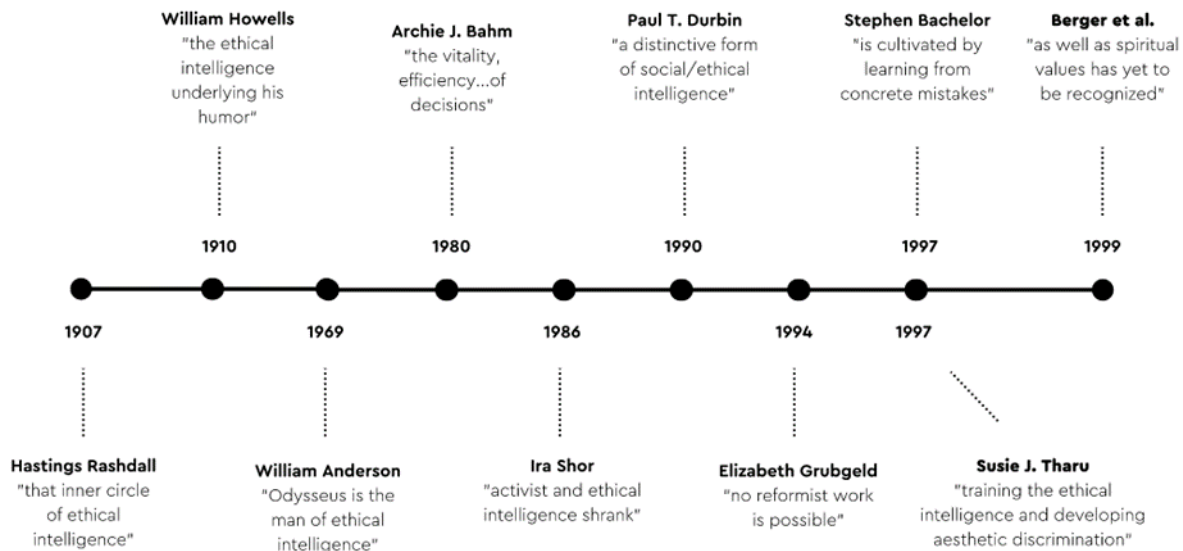 William Howells
"the ethical
intelligence
underlying his
humor"
Archie J. Bahm
"the vitality,
efficiency...of
decisions"
Paul T. Durbin
"a distinctive form
of social/ethical
intelligence"
Stephen Bachelor
"is cultivated by
learning from
concrete mistakes"
Berger et al.
"as well as spiritual
values has yet to
be recognized"
1910
1980
1990
1997
1999
1907
1969
1986
1994
1997
Hastings Rashdall
"that inner circle
of ethical
intelligence"
William Anderson
"Odysseus is the
man of ethical
intelligence"
Ira Shor
"activist and ethical
intelligence shrank"
Elizabeth Grubgeld
"no reformist work
is possible"
Susie J. Tharu
"training the ethical
intelligence and developing
aesthetic discrimination"